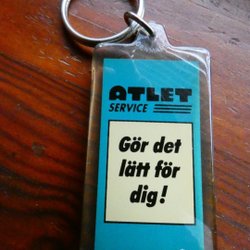 ATLET
SERVICE
Gör det
lätt för
dig!